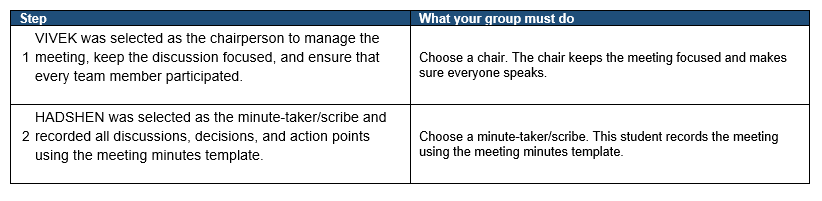 Step What your group must do
VIVEK was selected as the chairperson to manage the
1 meeting, keep the discussion focused, and ensure that
every team member participated.
Choose a chair. The chair keeps the meeting focused and makes
sure everyone speaks.
HADSHEN was selected as the minute-taker/scribe and
2 recorded all discussions, decisions, and action points
using the meeting minutes template.
Choose a minute-taker/scribe. This student records the meeting
using the meeting minutes template.